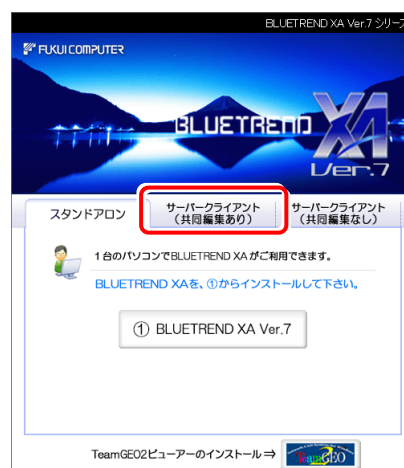 BLUETREND XA Ver.7 シリーズ
FUKUI COMPUTER
BLUETREND XA
Ver.7
スタンドアロン
サーバークライアント
(共同編集あり)
サーバークライアント
(共同編集なし)
1台のパソコンでBLUETREND XAがご利用できます。
BLUETREND XAを、①からインストールして下さい。
① BLUETREND XA Ver.7
TeamGEO2ビューアーのインストール⇒
TeamGEO